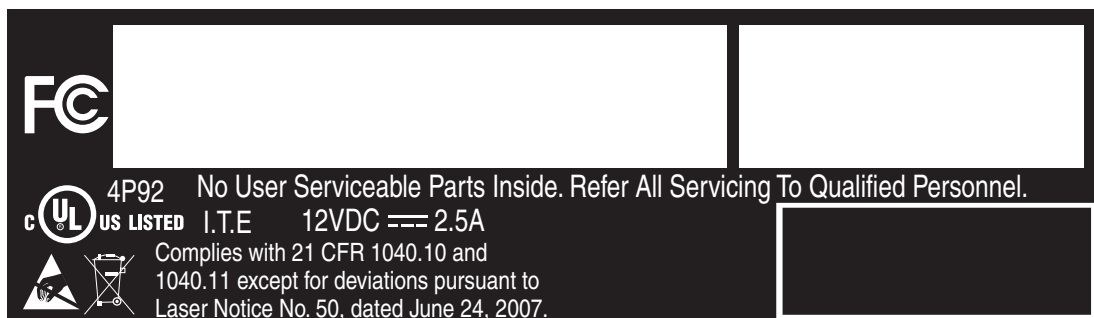 FC
4P92 No User Serviceable Parts Inside. Refer All Servicing To Qualified Personnel.
C UL US LISTED I.T.E 12VDC 2.5A
Complies with 21 CFR 1040.10 and
1040.11 except for deviations pursuant to
Laser Notice No. 50, dated June 24, 2007.